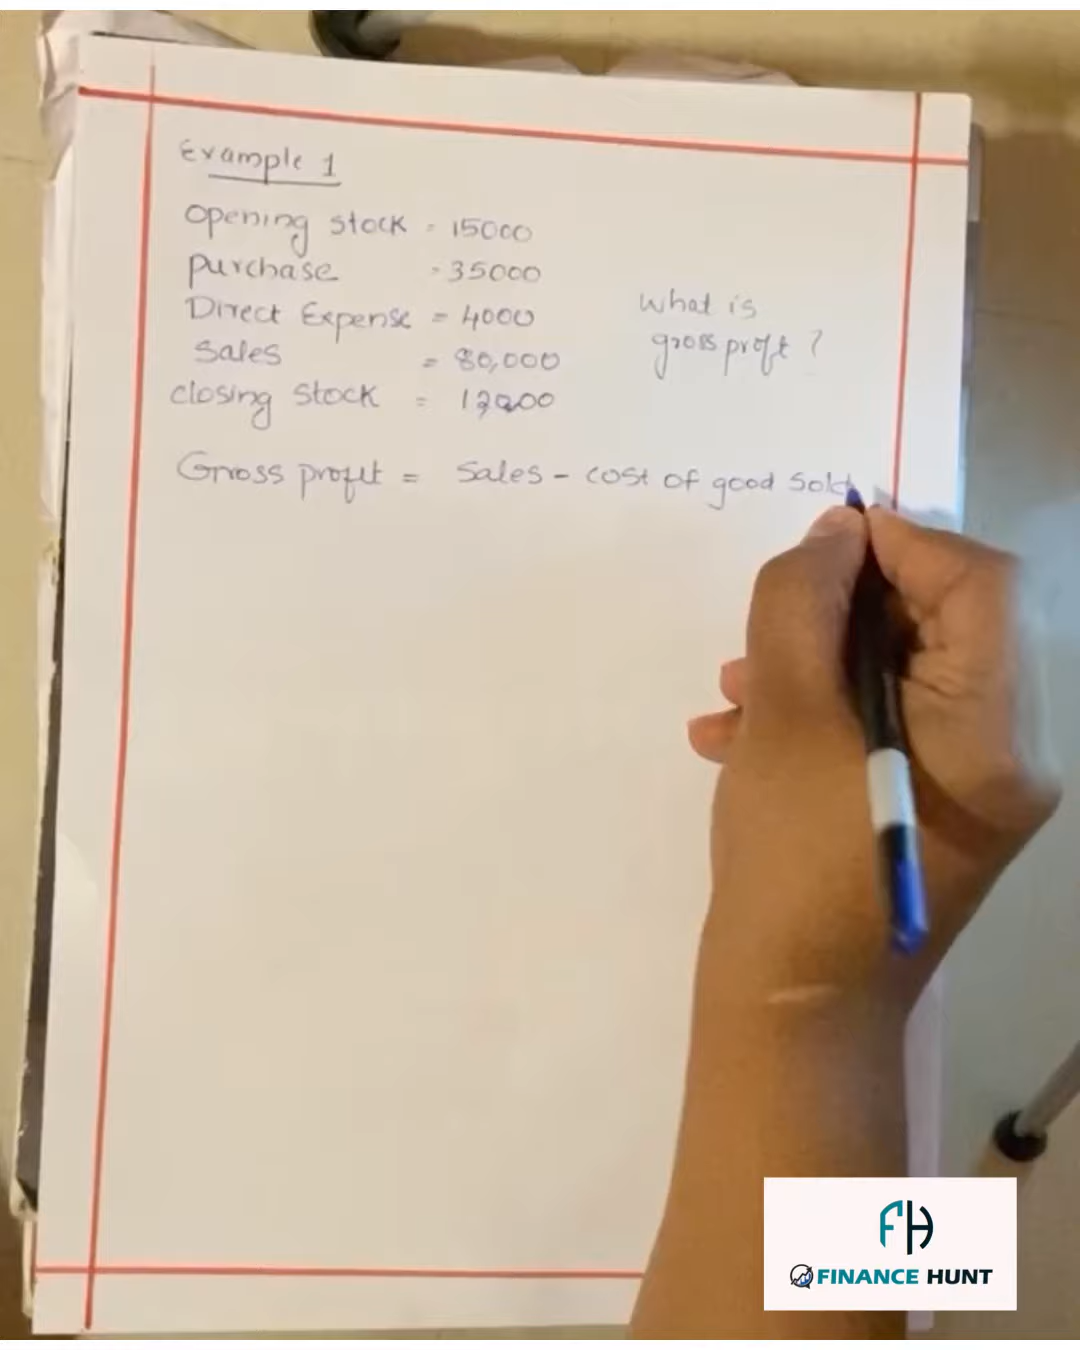 Example 1
Opening stock = 15000
Purchase = 35000
Direct Expense = 4000
Sales = 80,000
closing stock =
What is
gross profit ?
Gross profit = Sales - cost of good sold
FH
FINANCE HUNT